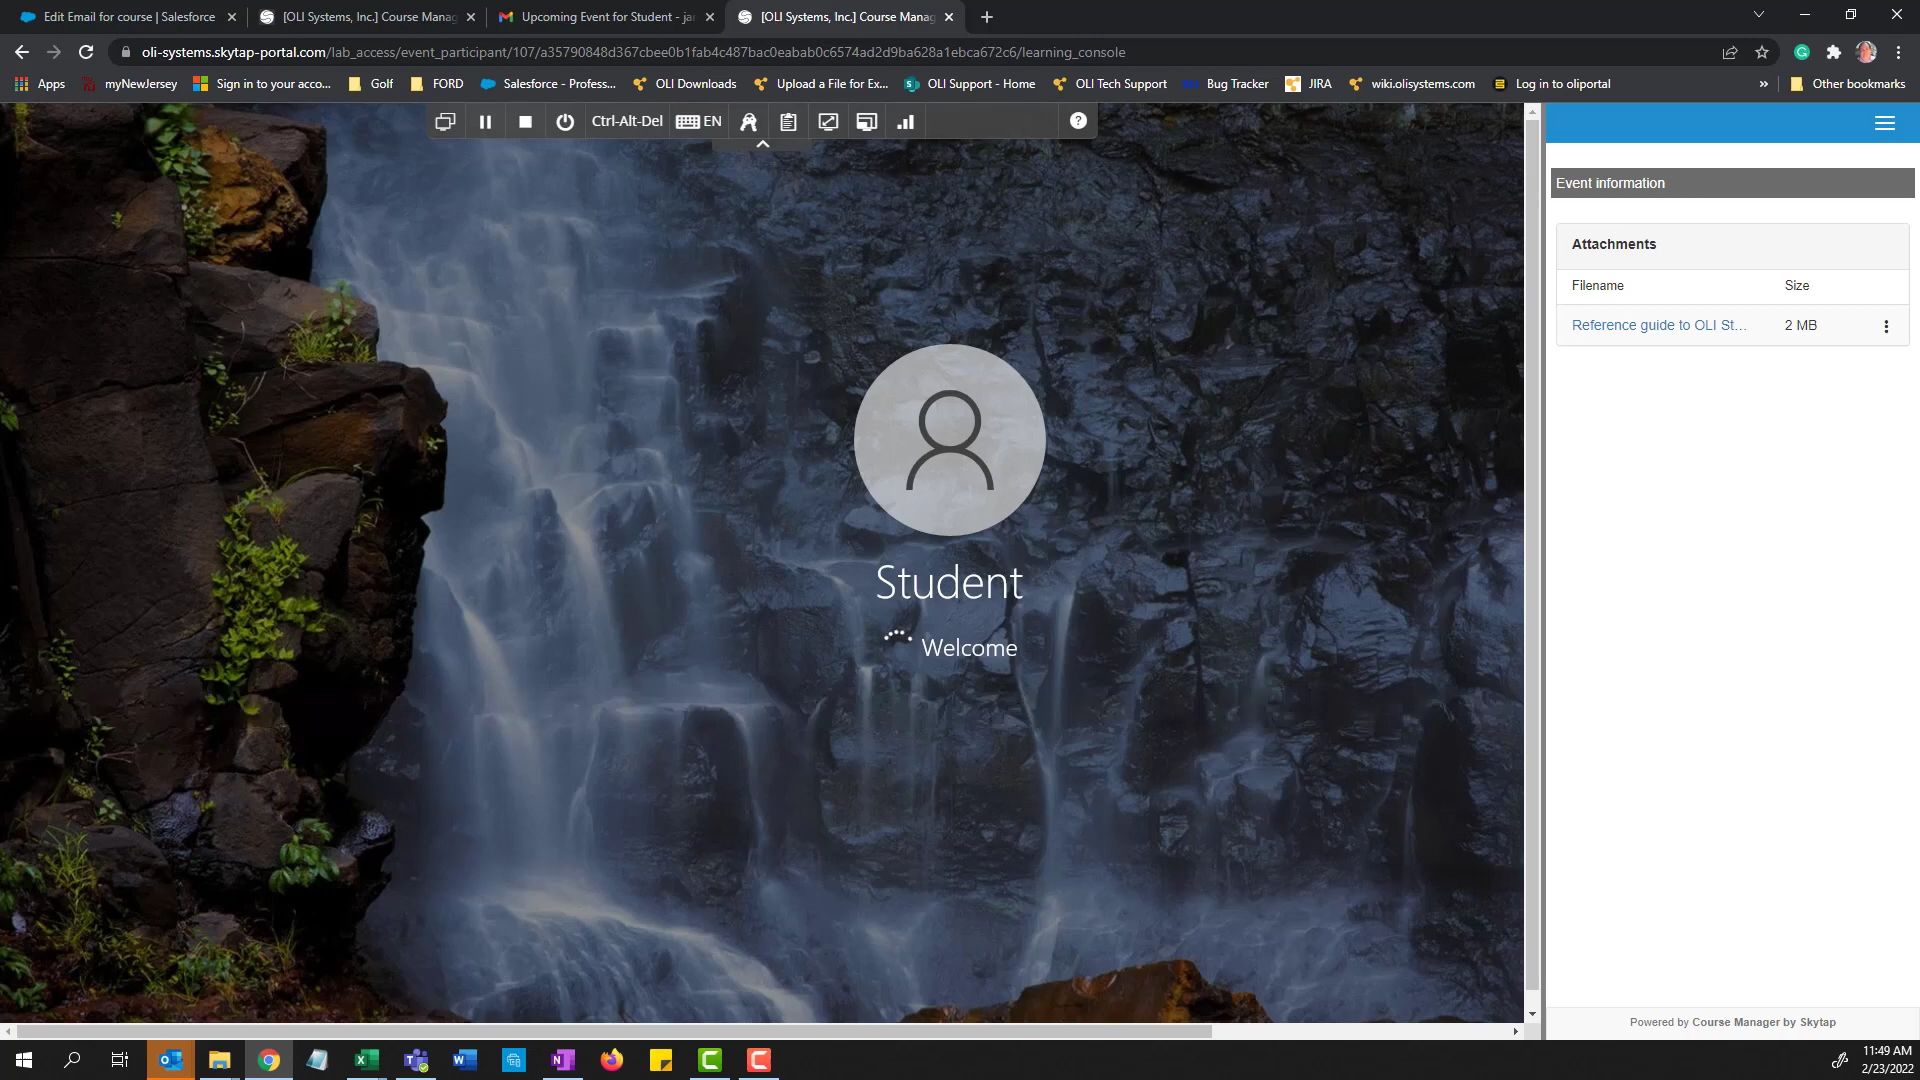 Edit Email for course | Salesforce
[OLI Systems, Inc.] Course Manag
Upcoming Event for Student - jan
[OLI Systems, Inc.] Course Manag
oli-systems.skytap-portal.com/lab_access/event_participant/107/a35790848d367cbee0b1fab4c487bac0eabab0c6574ad2d9ba628a1ebca672c6/learning_console
Apps
myNewJersey
Sign in to your acco...
Golf
FORD
Salesforce - Profess...
OLI Downloads
Upload a File for Ex...
OLI Support - Home
OLI Tech Support
Bug Tracker
JIRA
wiki.olisystems.com
Log in to oliportal
»
Other bookmarks
Ctrl-Alt-Del
EN
?
Event information
Attachments
Filename Size
Reference guide to OLI St... 2 MB
Student
Welcome
Powered by Course Manager by Skytap
11:49 AM
2/23/2022